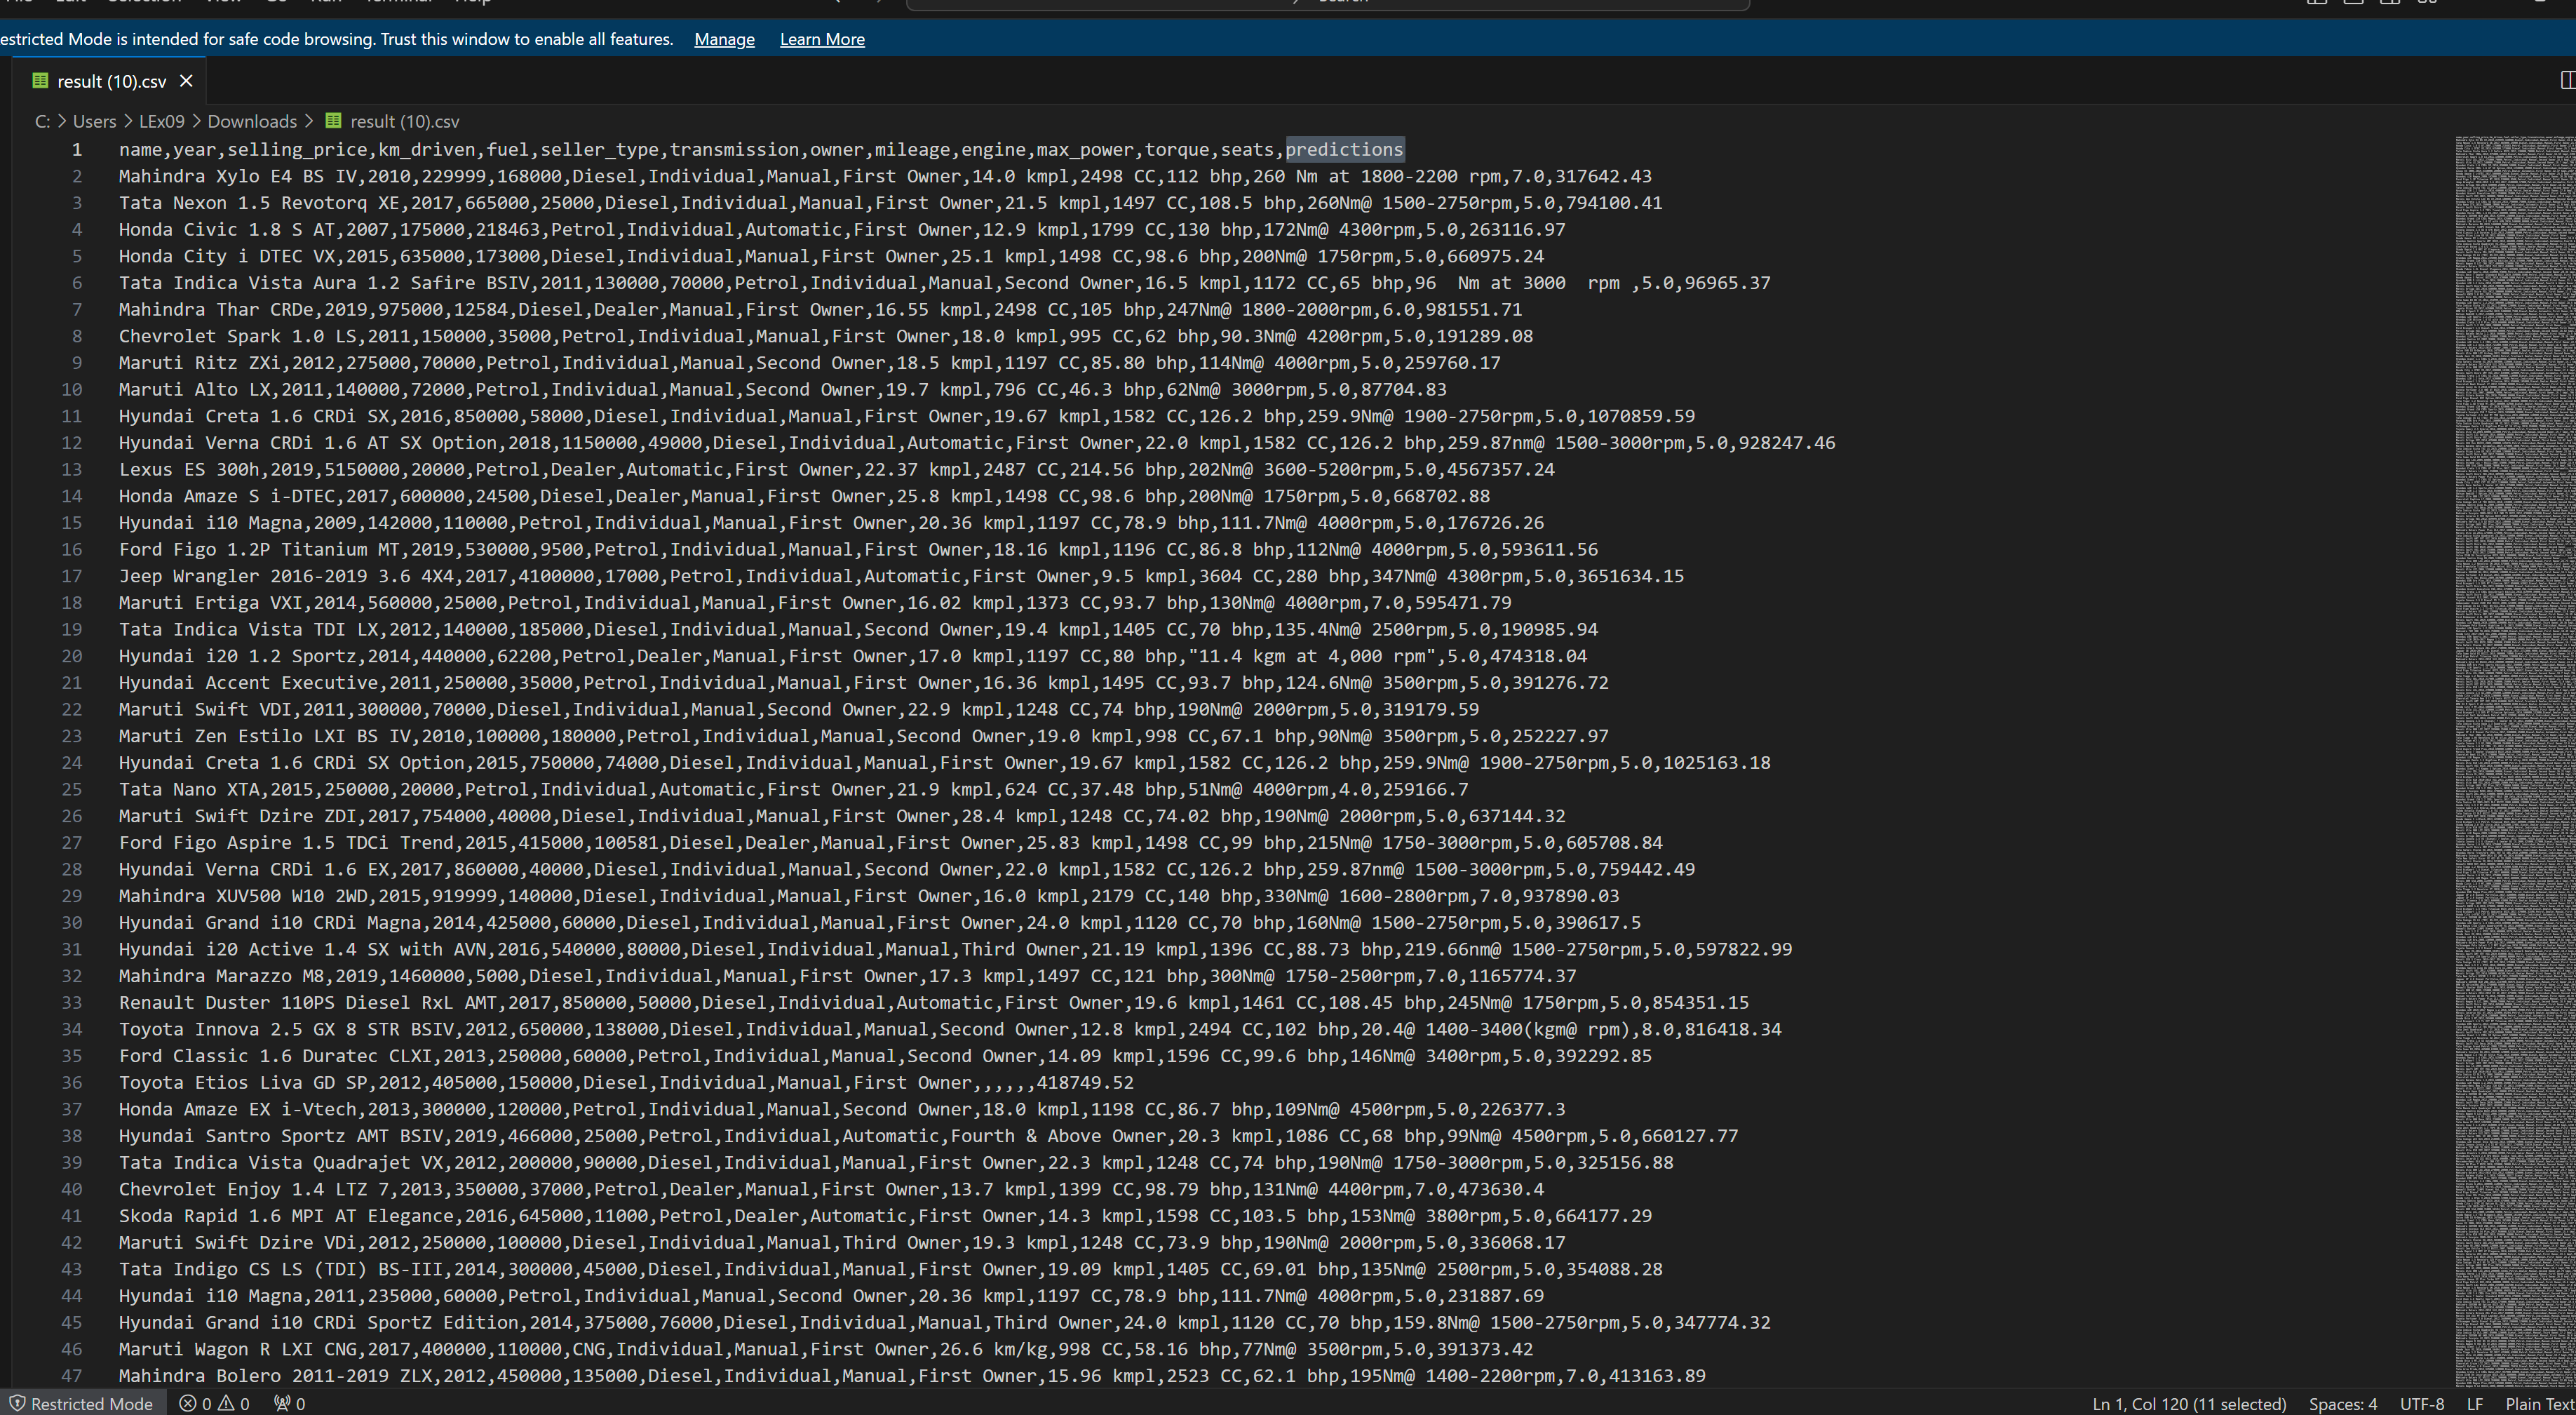 Search
estricted Mode is intended for safe code browsing. Trust this window to enable all features. Manage Learn More
result (10).csv
C: > Users > LEx09 > Downloads > result (10).csv
1 name,year,selling_price,km_driven,fuel,seller_type,transmission,owner,mileage,engine,max_power,torque,seats,predictions
2 Mahindra Xylo E4 BS IV,2010,229999,168000,Diesel,Individual,Manual,First Owner,14.0 kmpl,2498 CC,112 bhp,260 Nm at 1800-2200 rpm,7.0,317642.43
3 Tata Nexon 1.5 Revotorq XE,2017,665000,25000,Diesel,Individual,Manual,First Owner,21.5 kmpl,1497 CC,108.5 bhp,260Nm@ 1500-2750rpm,5.0,794100.41
4 Honda Civic 1.8 S AT,2007,175000,218463,Petrol,Individual,Automatic,First Owner,12.9 kmpl,1799 CC,130 bhp,172Nm@ 4300rpm,5.0,263116.97
5 Honda City i DTEC VX,2015,635000,173000,Diesel,Individual,Manual,First Owner,25.1 kmpl,1498 CC,98.6 bhp,200Nm@ 1750rpm,5.0,660975.24
6 Tata Indica Vista Aura 1.2 Safire BSIV,2011,130000,70000,Petrol,Individual,Manual,Second Owner,16.5 kmpl,1172 CC,65 bhp,96  Nm at 3000  rpm ,5.0,96965.37
7 Mahindra Thar CRDe,2019,975000,12584,Diesel,Dealer,Manual,First Owner,16.55 kmpl,2498 CC,105 bhp,247Nm@ 1800-2000rpm,6.0,981551.71
8 Chevrolet Spark 1.0 LS,2011,150000,35000,Petrol,Individual,Manual,First Owner,18.0 kmpl,995 CC,62 bhp,90.3Nm@ 4200rpm,5.0,191289.08
9 Maruti Ritz ZXi,2012,275000,70000,Petrol,Individual,Manual,Second Owner,18.5 kmpl,1197 CC,85.80 bhp,114Nm@ 4000rpm,5.0,259760.17
10 Maruti Alto LX,2011,140000,72000,Petrol,Individual,Manual,Second Owner,19.7 kmpl,796 CC,46.3 bhp,62Nm@ 3000rpm,5.0,87704.83
11 Hyundai Creta 1.6 CRDi SX,2016,850000,58000,Diesel,Individual,Manual,First Owner,19.67 kmpl,1582 CC,126.2 bhp,259.9Nm@ 1900-2750rpm,5.0,1070859.59
12 Hyundai Verna CRDi 1.6 AT SX Option,2018,1150000,49000,Diesel,Individual,Automatic,First Owner,22.0 kmpl,1582 CC,126.2 bhp,259.87nm@ 1500-3000rpm,5.0,928247.46
13 Lexus ES 300h,2019,5150000,20000,Petrol,Dealer,Automatic,First Owner,22.37 kmpl,2487 CC,214.56 bhp,202Nm@ 3600-5200rpm,5.0,4567357.24
14 Honda Amaze S i-DTEC,2017,600000,24500,Diesel,Dealer,Manual,First Owner,25.8 kmpl,1498 CC,98.6 bhp,200Nm@ 1750rpm,5.0,668702.88
15 Hyundai i10 Magna,2009,142000,110000,Petrol,Individual,Manual,First Owner,20.36 kmpl,1197 CC,78.9 bhp,111.7Nm@ 4000rpm,5.0,176726.26
16 Ford Figo 1.2P Titanium MT,2019,530000,9500,Petrol,Individual,Manual,First Owner,18.16 kmpl,1196 CC,86.8 bhp,112Nm@ 4000rpm,5.0,593611.56
17 Jeep Wrangler 2016-2019 3.6 4X4,2017,4100000,17000,Petrol,Individual,Automatic,First Owner,9.5 kmpl,3604 CC,280 bhp,347Nm@ 4300rpm,5.0,3651634.15
18 Maruti Ertiga VXI,2014,560000,25000,Petrol,Individual,Manual,First Owner,16.02 kmpl,1373 CC,93.7 bhp,130Nm@ 4000rpm,7.0,595471.79
19 Tata Indica Vista TDI LX,2012,140000,185000,Diesel,Individual,Manual,Second Owner,19.4 kmpl,1405 CC,70 bhp,135.4Nm@ 2500rpm,5.0,190985.94
20 Hyundai i20 1.2 Sportz,2014,440000,62200,Petrol,Dealer,Manual,First Owner,17.0 kmpl,1197 CC,80 bhp,"11.4 kgm at 4,000 rpm",5.0,474318.04
21 Hyundai Accent Executive,2011,250000,35000,Petrol,Individual,Manual,First Owner,16.36 kmpl,1495 CC,93.7 bhp,124.6Nm@ 3500rpm,5.0,391276.72
22 Maruti Swift VDI,2011,300000,70000,Diesel,Individual,Manual,Second Owner,22.9 kmpl,1248 CC,74 bhp,190Nm@ 2000rpm,5.0,319179.59
23 Maruti Zen Estilo LXI BS IV,2010,100000,180000,Petrol,Individual,Manual,Second Owner,19.0 kmpl,998 CC,67.1 bhp,90Nm@ 3500rpm,5.0,252227.97
24 Hyundai Creta 1.6 CRDi SX Option,2015,750000,74000,Diesel,Individual,Manual,First Owner,19.67 kmpl,1582 CC,126.2 bhp,259.9Nm@ 1900-2750rpm,5.0,1025163.18
25 Tata Nano XTA,2015,250000,20000,Petrol,Individual,Automatic,First Owner,21.9 kmpl,624 CC,37.48 bhp,51Nm@ 4000rpm,4.0,259166.7
26 Maruti Swift Dzire ZDI,2017,754000,40000,Diesel,Individual,Manual,First Owner,28.4 kmpl,1248 CC,74.02 bhp,190Nm@ 2000rpm,5.0,637144.32
27 Ford Figo Aspire 1.5 TDCi Trend,2015,415000,100581,Diesel,Dealer,Manual,First Owner,25.83 kmpl,1498 CC,99 bhp,215Nm@ 1750-3000rpm,5.0,605708.84
28 Hyundai Verna CRDi 1.6 EX,2017,860000,40000,Diesel,Individual,Manual,Second Owner,22.0 kmpl,1582 CC,126.2 bhp,259.87nm@ 1500-3000rpm,5.0,759442.49
29 Mahindra XUV500 W10 2WD,2015,919999,140000,Diesel,Individual,Manual,First Owner,16.0 kmpl,2179 CC,140 bhp,330Nm@ 1600-2800rpm,7.0,937890.03
30 Hyundai Grand i10 CRDi Magna,2014,425000,60000,Diesel,Individual,Manual,First Owner,24.0 kmpl,1120 CC,70 bhp,160Nm@ 1500-2750rpm,5.0,390617.5
31 Hyundai i20 Active 1.4 SX with AVN,2016,540000,80000,Diesel,Individual,Manual,Third Owner,21.19 kmpl,1396 CC,88.73 bhp,219.66nm@ 1500-2750rpm,5.0,597822.99
32 Mahindra Marazzo M8,2019,1460000,5000,Diesel,Individual,Manual,First Owner,17.3 kmpl,1497 CC,121 bhp,300Nm@ 1750-2500rpm,7.0,1165774.37
33 Renault Duster 110PS Diesel RxL AMT,2017,850000,50000,Diesel,Individual,Automatic,First Owner,19.6 kmpl,1461 CC,108.45 bhp,245Nm@ 1750rpm,5.0,854351.15
34 Toyota Innova 2.5 GX 8 STR BSIV,2012,650000,138000,Diesel,Individual,Manual,Second Owner,12.8 kmpl,2494 CC,102 bhp,20.4@ 1400-3400(kgm@ rpm),8.0,816418.34
35 Ford Classic 1.6 Duratec CLXI,2013,250000,60000,Petrol,Individual,Manual,Second Owner,14.09 kmpl,1596 CC,99.6 bhp,146Nm@ 3400rpm,5.0,392292.85
36 Toyota Etios Liva GD SP,2012,405000,150000,Diesel,Individual,Manual,First Owner,,,,,,418749.52
37 Honda Amaze EX i-Vtech,2013,300000,120000,Petrol,Individual,Manual,Second Owner,18.0 kmpl,1198 CC,86.7 bhp,109Nm@ 4500rpm,5.0,226377.3
38 Hyundai Santro Sportz AMT BSIV,2019,466000,25000,Petrol,Individual,Automatic,Fourth & Above Owner,20.3 kmpl,1086 CC,68 bhp,99Nm@ 4500rpm,5.0,660127.77
39 Tata Indica Vista Quadrajet VX,2012,200000,90000,Diesel,Individual,Manual,First Owner,22.3 kmpl,1248 CC,74 bhp,190Nm@ 1750-3000rpm,5.0,325156.88
40 Chevrolet Enjoy 1.4 LTZ 7,2013,350000,37000,Petrol,Dealer,Manual,First Owner,13.7 kmpl,1399 CC,98.79 bhp,131Nm@ 4400rpm,7.0,473630.4
41 Skoda Rapid 1.6 MPI AT Elegance,2016,645000,11000,Petrol,Dealer,Automatic,First Owner,14.3 kmpl,1598 CC,103.5 bhp,153Nm@ 3800rpm,5.0,664177.29
42 Maruti Swift Dzire VDi,2012,250000,100000,Diesel,Individual,Manual,Third Owner,19.3 kmpl,1248 CC,73.9 bhp,190Nm@ 2000rpm,5.0,336068.17
43 Tata Indigo CS LS (TDI) BS-III,2014,300000,45000,Diesel,Individual,Manual,First Owner,19.09 kmpl,1405 CC,69.01 bhp,135Nm@ 2500rpm,5.0,354088.28
44 Hyundai i10 Magna,2011,235000,60000,Petrol,Individual,Manual,Second Owner,20.36 kmpl,1197 CC,78.9 bhp,111.7Nm@ 4000rpm,5.0,231887.69
45 Hyundai Grand i10 CRDi SportZ Edition,2014,375000,76000,Diesel,Individual,Manual,Third Owner,24.0 kmpl,1120 CC,70 bhp,159.8Nm@ 1500-2750rpm,5.0,347774.32
46 Maruti Wagon R LXI CNG,2017,400000,110000,CNG,Individual,Manual,First Owner,26.6 km/kg,998 CC,58.16 bhp,77Nm@ 3500rpm,5.0,391373.42
47 Mahindra Bolero 2011-2019 ZLX,2012,450000,135000,Diesel,Individual,Manual,First Owner,15.96 kmpl,2523 CC,62.1 bhp,195Nm@ 1400-2200rpm,7.0,413163.89
Restricted Mode 0 0 0 Ln 1, Col 120 (11 selected) Spaces: 4 UTF-8 LF Plain Text